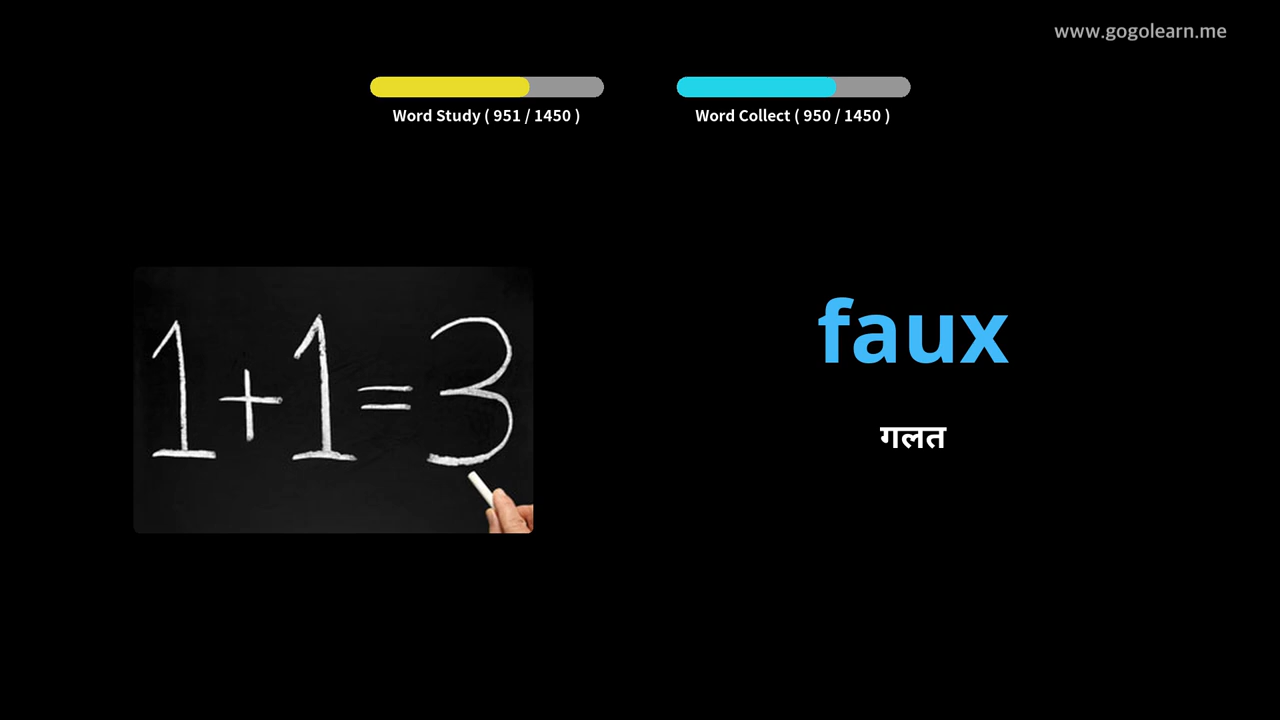 www.gogolearn.me
Word Study ( 951 / 1450 )
Word Collect ( 950 / 1450 )
1+1=3
faux
गलत